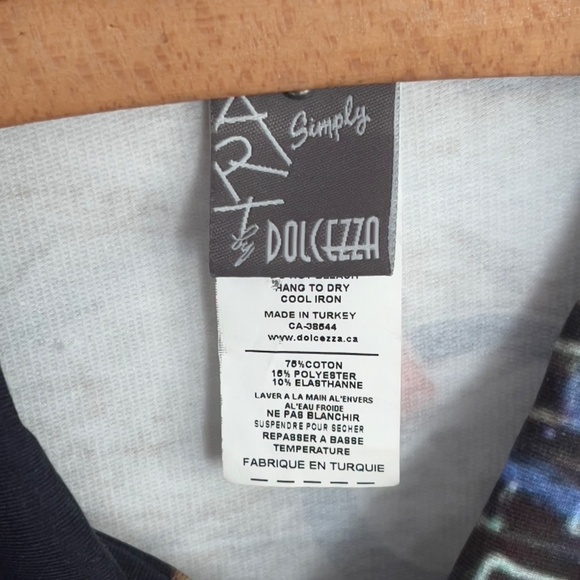 Simply
ART
by DOLCEZZA
BLEACH
HANG TO DRY
COOL IRON
MADE IN TURKEY
CA-38544
www.dolcezza.ca
75%COTON
15% POLYESTER
10% ELASTHANNE
LAVER A LA MAIN AL'ENVERS
AL'EAU FROIDE
NE PAS BLANCHIR
SUSPENDRE POUR SECHER
REPASSER A BASSE
TEMPERATURE
FABRIQUE EN TURQUIE